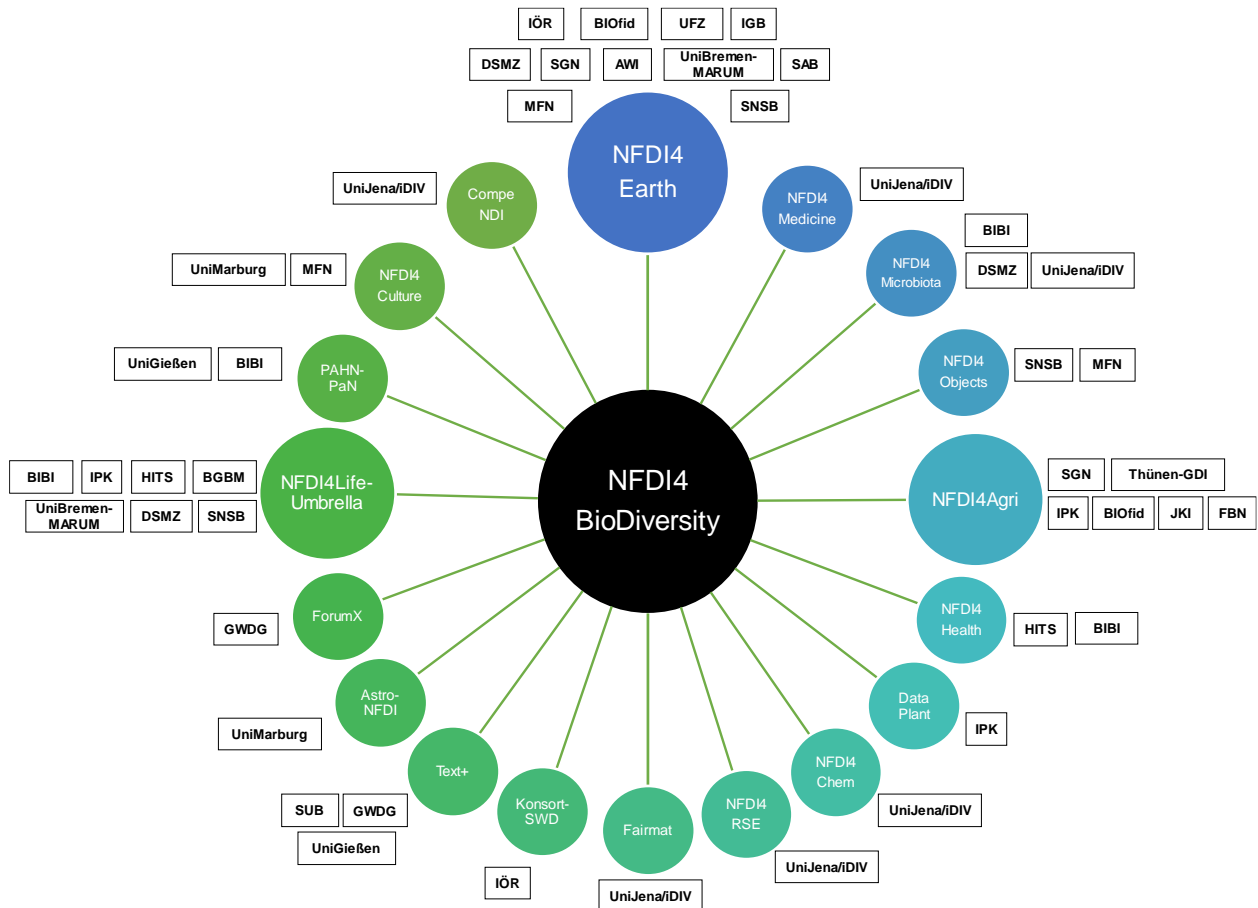 IÖR
BIOfid
UFZ
IGB
DSMZ
SGN
AWI
UniBremen-
MARUM
SAB
MFN
SNSB
NFDI4
Earth
UniJena/iDIV
Compe
NDI
NFDI4
Medicine
UniJena/iDIV
UniMarburg
MFN
NFDI4
Culture
NFDI4
Microbiota
BIBI
DSMZ
UniJena/iDIV
UniGießen
BIBI
PAHN-
PaN
NFDI4
Objects
SNSB
MFN
BIBI
IPK
HITS
BGBM
UniBremen-
MARUM
DSMZ
SNSB
NFDI4Life-
Umbrella
NFDI4
BioDiversity
NFDI4Agri
SGN
Thünen-GDI
IPK
BIOfid
JKI
FBN
GWDG
ForumX
NFDI4
Health
HITS
BIBI
UniMarburg
Astro-
NFDI
Data
Plant
IPK
SUB
GWDG
UniGießen
Text+
NFDI4
Chem
UniJena/iDIV
IÖR
Konsort-
SWD
Fairmat
UniJena/iDIV
NFDI4
RSE
UniJena/iDIV